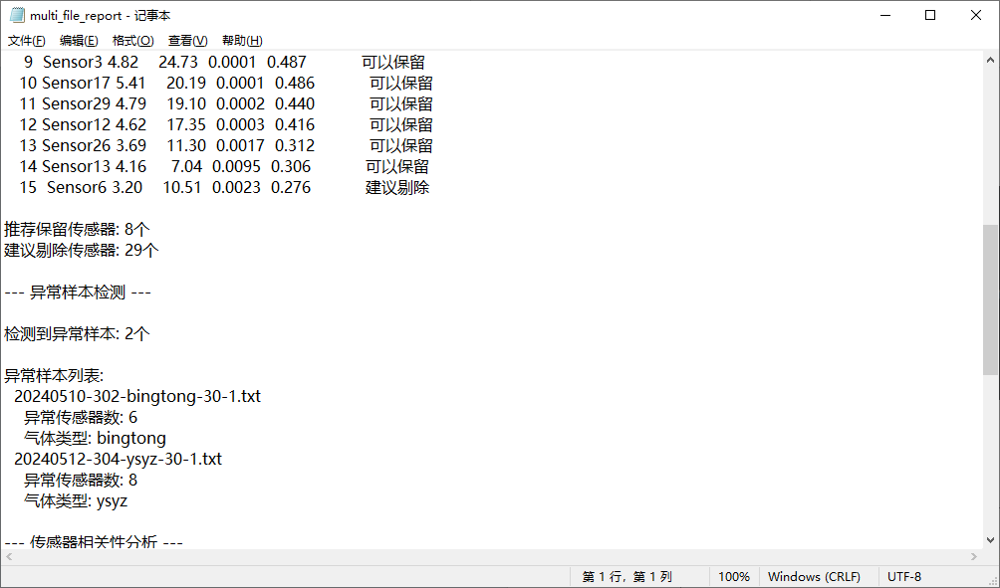 multi_file_report - 记事本
文件(F) 编辑(E) 格式(O) 查看(V) 帮助(H)
9 Sensor3 4.82 24.73 0.0001 0.487 可以保留
10 Sensor17 5.41 20.19 0.0001 0.486 可以保留
11 Sensor29 4.79 19.10 0.0002 0.440 可以保留
12 Sensor12 4.62 17.35 0.0003 0.416 可以保留
13 Sensor26 3.69 11.30 0.0017 0.312 可以保留
14 Sensor13 4.16 7.04 0.0095 0.306 可以保留
15 Sensor6 3.20 10.51 0.0023 0.276 建议剔除
推荐保留传感器: 8个
建议剔除传感器: 29个
--- 异常样本检测 ---
检测到异常样本: 2个
异常样本列表:
20240510-302-bingtong-30-1.txt
异常传感器数: 6
气体类型: bingtong
20240512-304-ysyz-30-1.txt
异常传感器数: 8
气体类型: ysyz
--- 传感器相关性分析 ---
第 1 行，第 1 列 100% Windows (CRLF) UTF-8